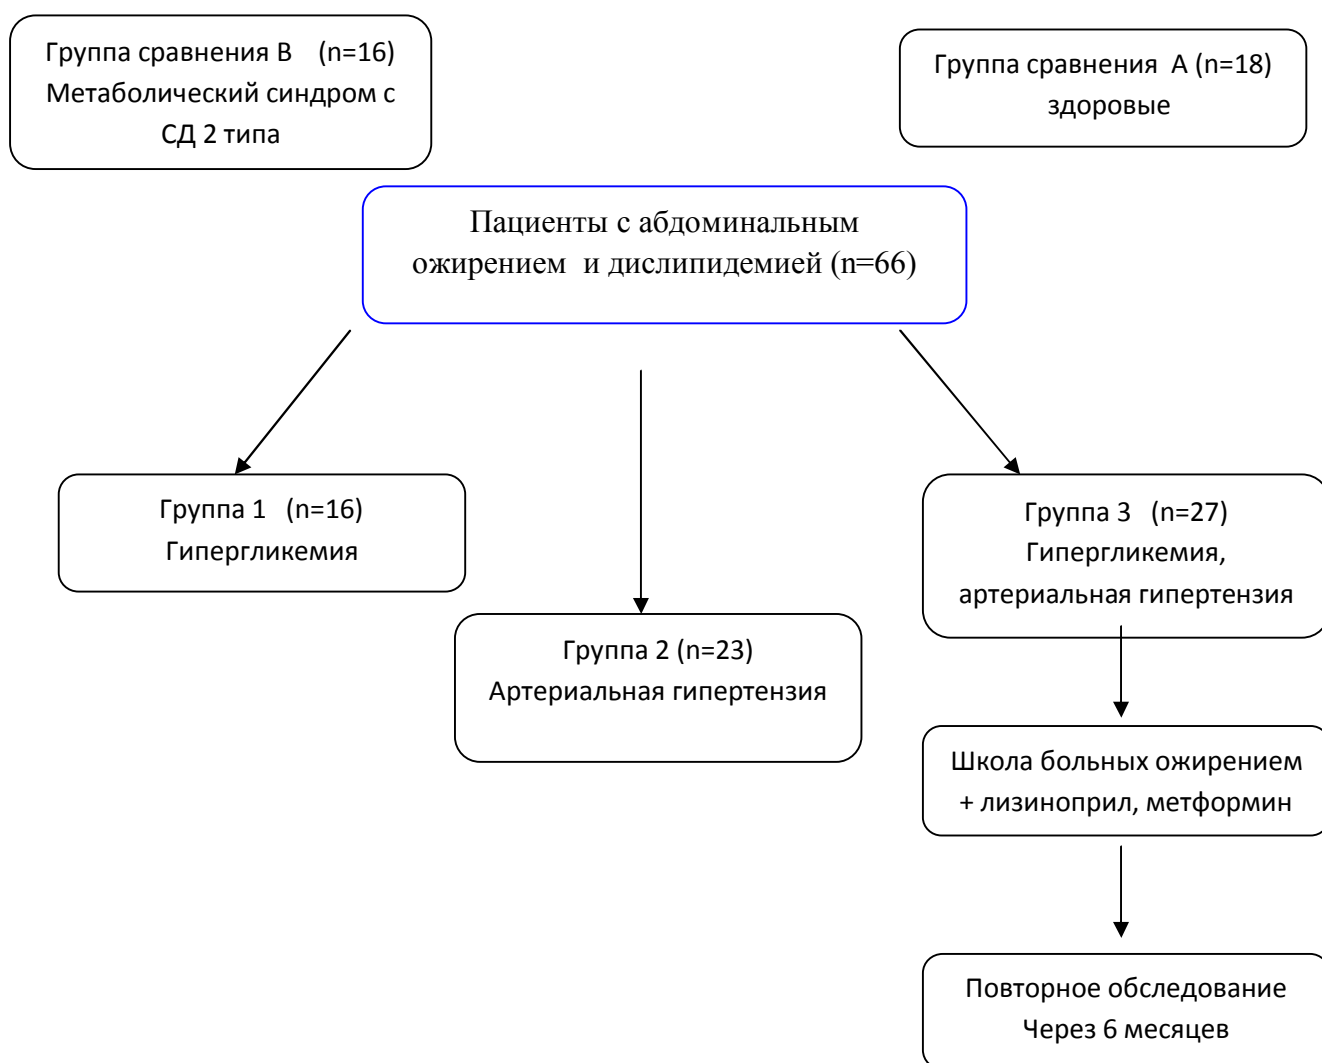 Группа сравнения В (n=16)
Метаболический синдром с
СД 2 типа
Группа сравнения А (n=18)
здоровые
Пациенты с абдоминальным
ожирением и дислипидемией (n=66)
Группа 1 (n=16)
Гипергликемия
Группа 2 (n=23)
Артериальная гипертензия
Группа 3 (n=27)
Гипергликемия,
артериальная гипертензия
Школа больных ожирением
+ лизиноприл, метформин
Повторное обследование
Через 6 месяцев